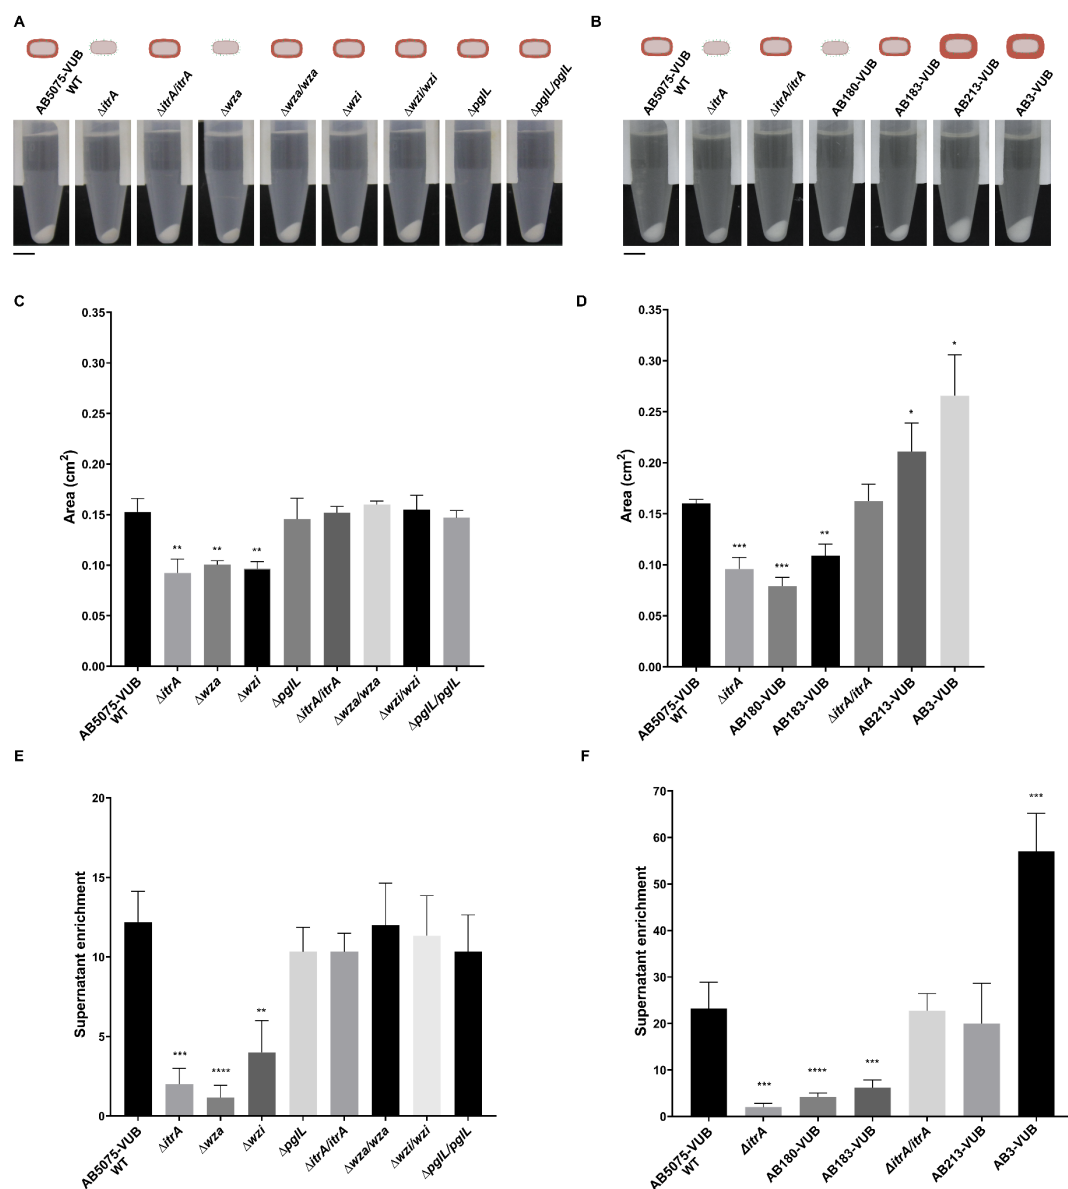 A
AB5075-VUB
WT
ΔitrA
ΔitrA/itrA
Δwza
Δwza/wza
Δwzi
Δwzi/wzi
ΔpglL
ΔpglL/pglL
B
AB5075-VUB
WT
ΔitrA
ΔitrA/itrA
AB180-VUB
AB183-VUB
AB213-VUB
AB3-VUB
C
Area (cm²)
0.35
0.30
0.25
0.20
0.15
0.10
0.05
0.00
**
**
**
AB5075-VUB
WT
ΔitrA
Δwza
Δwzi
ΔpglL
ΔitrA/itrA
Δwza/wza
Δwzi/wzi
ΔpglL/pglL
D
Area (cm²)
0.35
0.30
0.25
0.20
0.15
0.10
0.05
0.00
***
***
**
*
*
AB5075-VUB
WT
ΔitrA
AB180-VUB
AB183-VUB
ΔitrA/itrA
AB213-VUB
AB3-VUB
E
Supernatant enrichment
20
15
10
5
0
***
****
**
AB5075-VUB
WT
ΔitrA
Δwza
Δwzi
ΔpglL
ΔitrA/itrA
Δwza/wza
Δwzi/wzi
ΔpglL/pglL
F
Supernatant enrichment
70
60
50
40
30
20
10
0
***
****
***
***
AB5075-VUB
WT
ΔitrA
AB180-VUB
AB183-VUB
ΔitrA/itrA
AB213-VUB
AB3-VUB